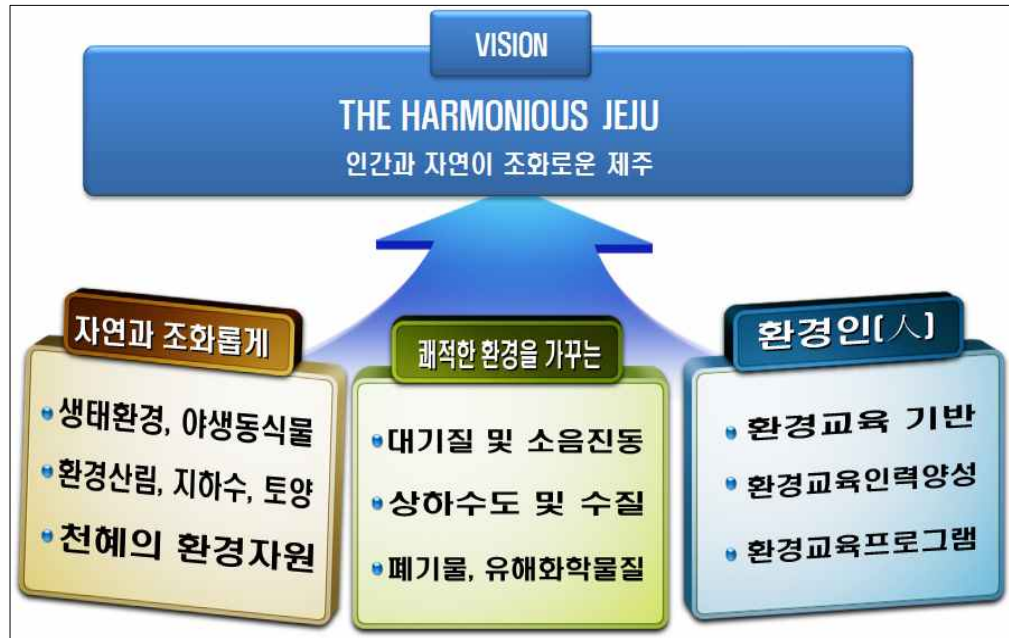 VISION
THE HARMONIOUS JEJU
인간과 자연이 조화로운 제주
자연과 조화롭게
생태환경, 야생동식물
환경산림, 지하수, 토양
천혜의 환경자원
쾌적한 환경을 가꾸는
대기질 및 소음진동
상하수도 및 수질
폐기물, 유해화학물질
환경인[人]
환경교육 기반
환경교육인력양성
환경교육프로그램